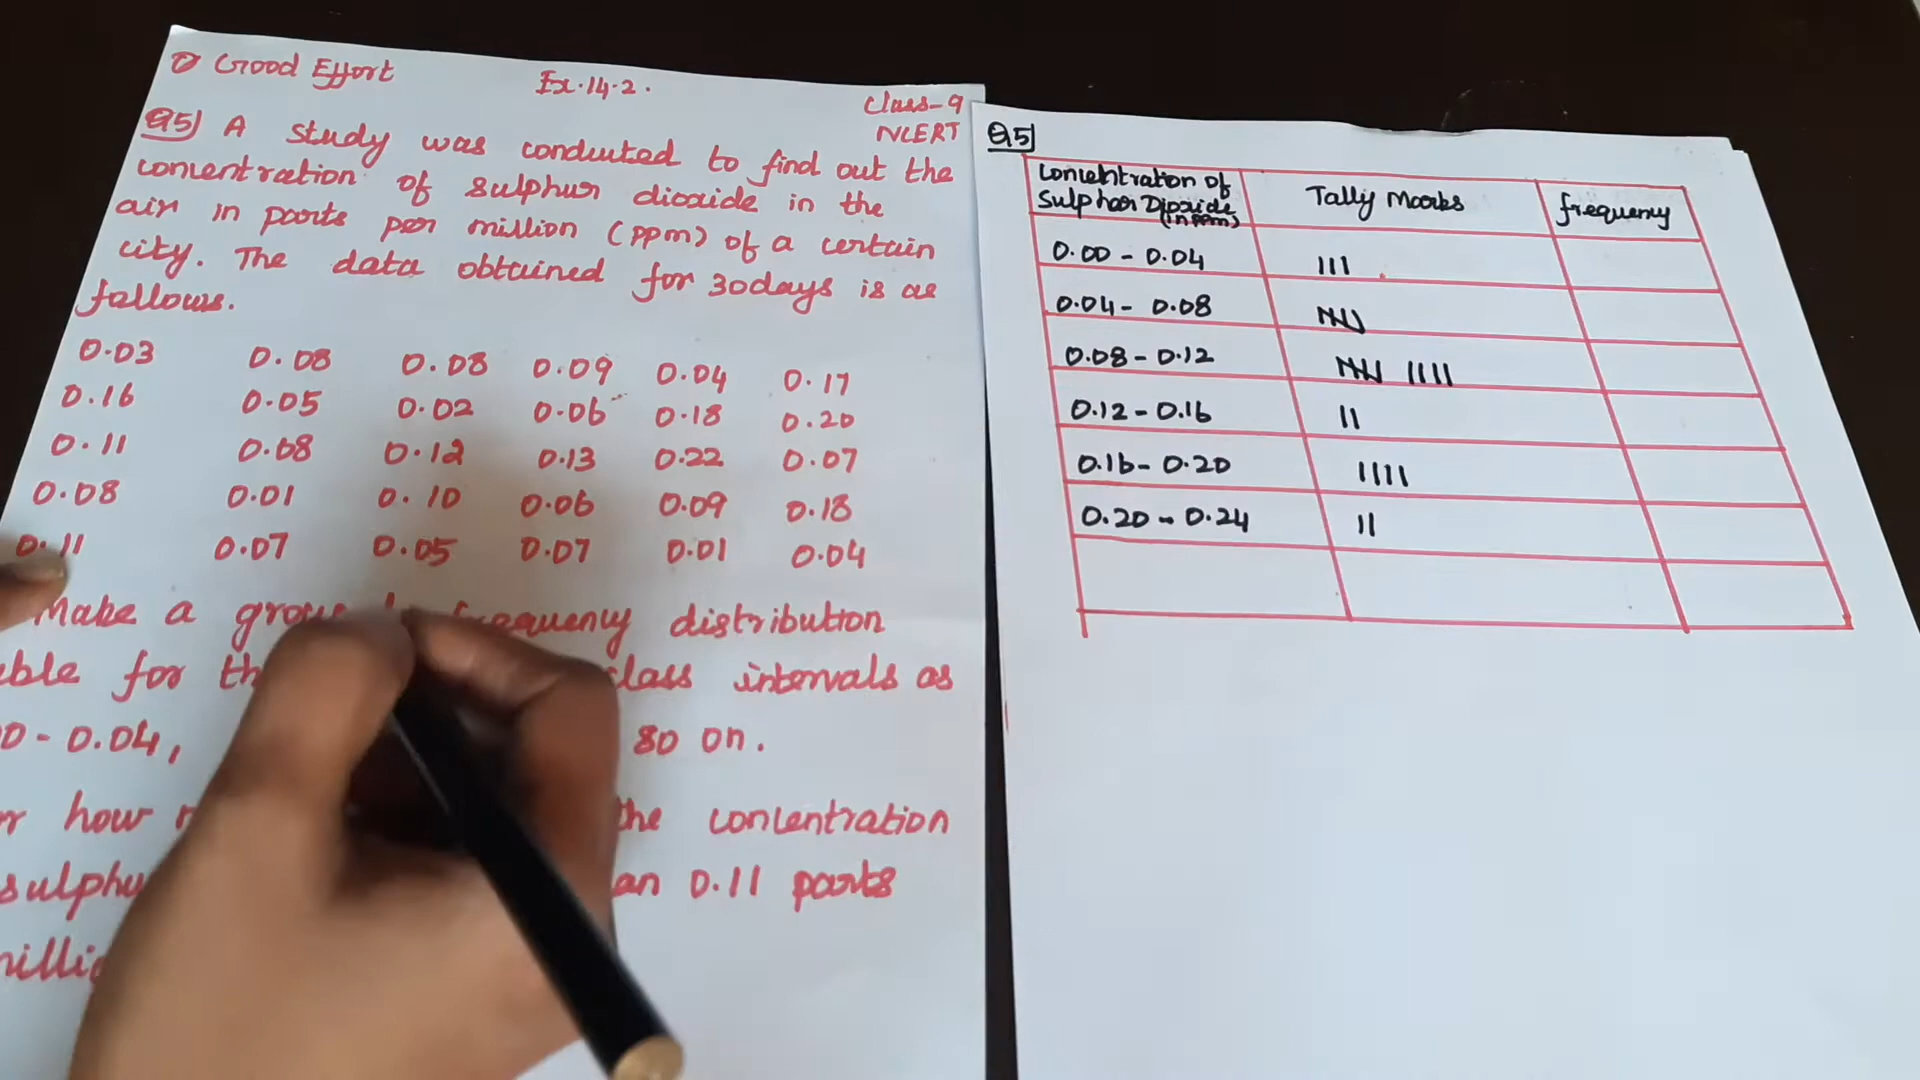 Good Effort
Ex.14.2.
Class-9
NCERT
Q5) A study was conducted to find out the
concentration of sulphur dioxide in the
air in parts per million (ppm) of a certain
city. The data obtained for 30days is as
follows.
0.03 0.08 0.08 0.09 0.04 0.17
0.16 0.05 0.02 0.06 0.18 0.20
0.11 0.08 0.12 0.13 0.22 0.07
0.08 0.01 0.10 0.06 0.09 0.18
0.11 0.07 0.05 0.07 0.01 0.04
Make a frequency distribution
for class intervals as
- 0.04, so on.
how the concentration
0.11 parts
Q5)
Concentration of
Sulphur Dioxide
(in ppm)
Tally Marks
frequency
0.00 - 0.04 |||
0.04 - 0.08 ||||
0.08 - 0.12 |||| ||||
0.12 - 0.16 ||
0.16 - 0.20 ||||
0.20 - 0.24 ||